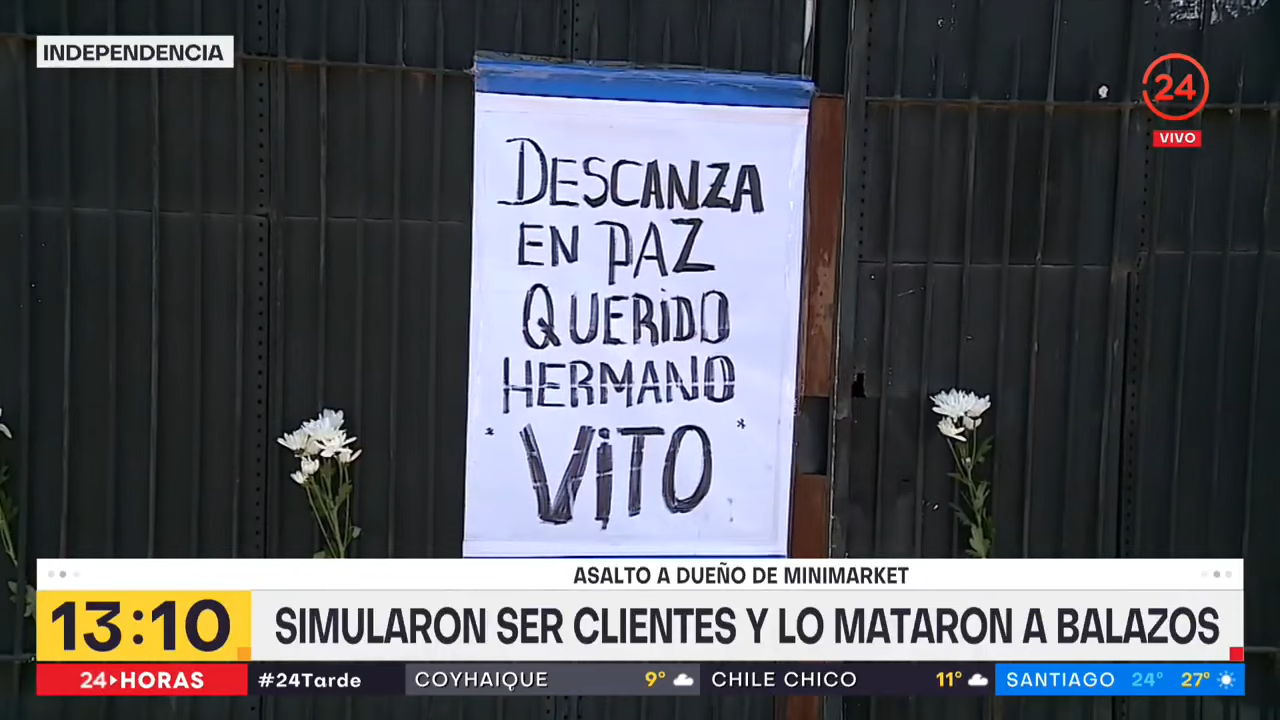 INDEPENDENCIA
24
VIVO
DESCANZA
EN PAZ
QUERIDO
HERMANO
* VITO *
ASALTO A DUEÑO DE MINIMARKET
13:10
SIMULARON SER CLIENTES Y LO MATARON A BALAZOS
24 HORAS
#24Tarde
COYHAIQUE 9°
CHILE CHICO 11°
SANTIAGO 24° 27°